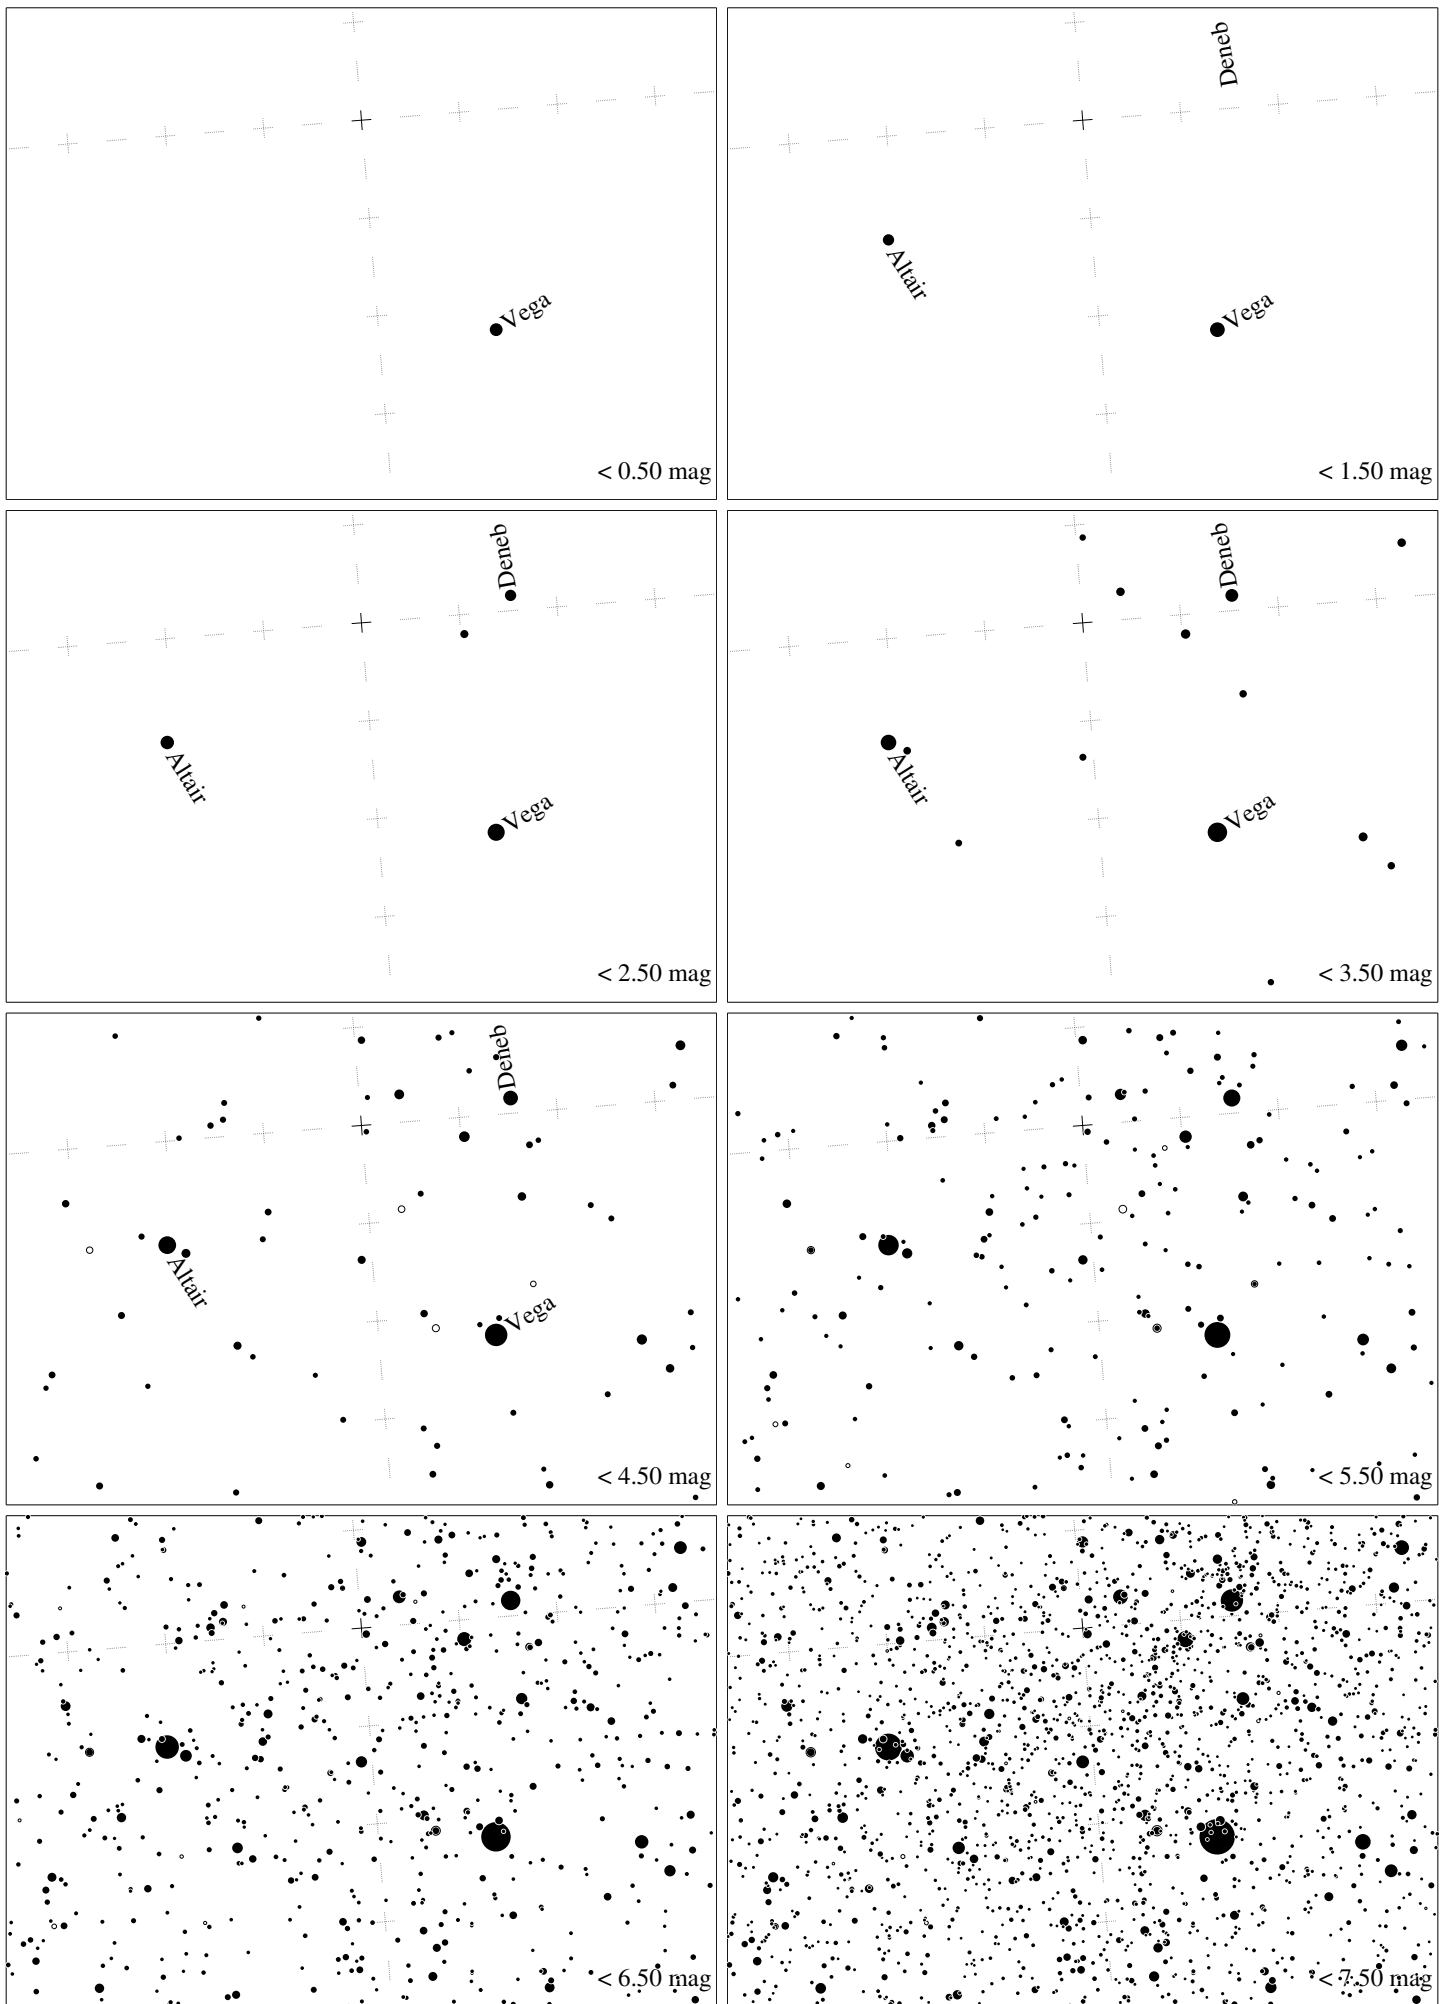 Vega
< 0.50 mag
Deneb
Altair
Vega
< 1.50 mag
Deneb
Altair
Vega
< 2.50 mag
Deneb
Altair
Vega
< 3.50 mag
Deneb
Altair
Vega
< 4.50 mag
< 5.50 mag
< 6.50 mag
< 7.50 mag